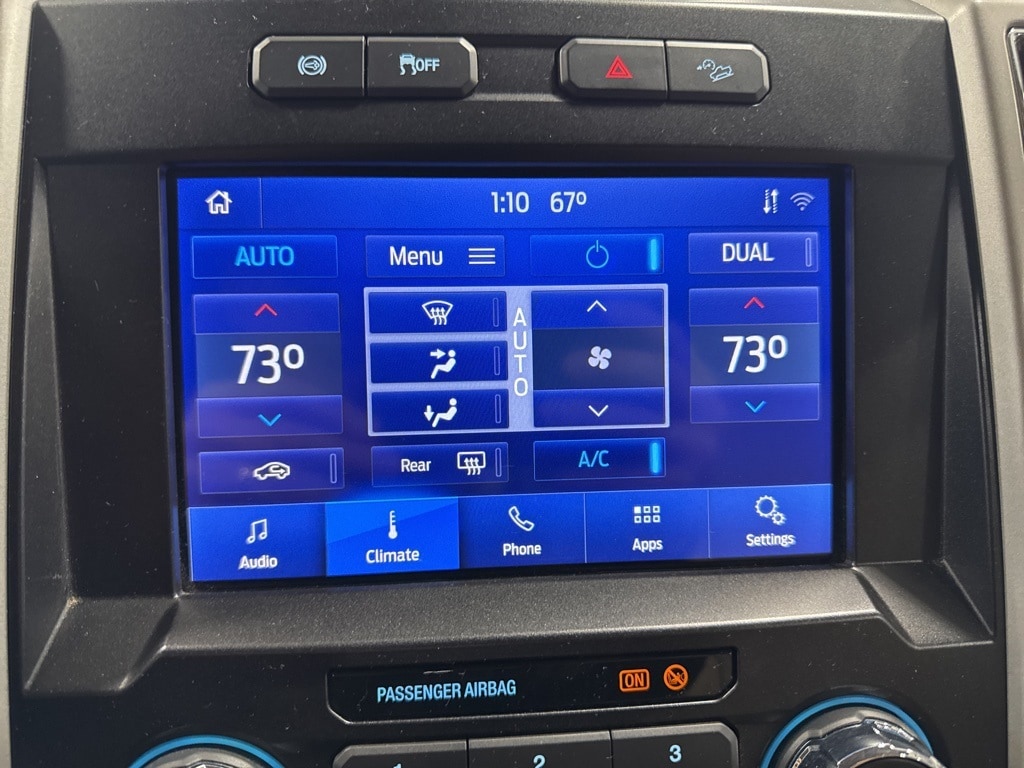 OFF
1:10 67º
AUTO Menu DUAL
73º AUTO 73º
Rear A/C
Audio Climate Phone Apps Settings
PASSENGER AIRBAG ON
1 2 3